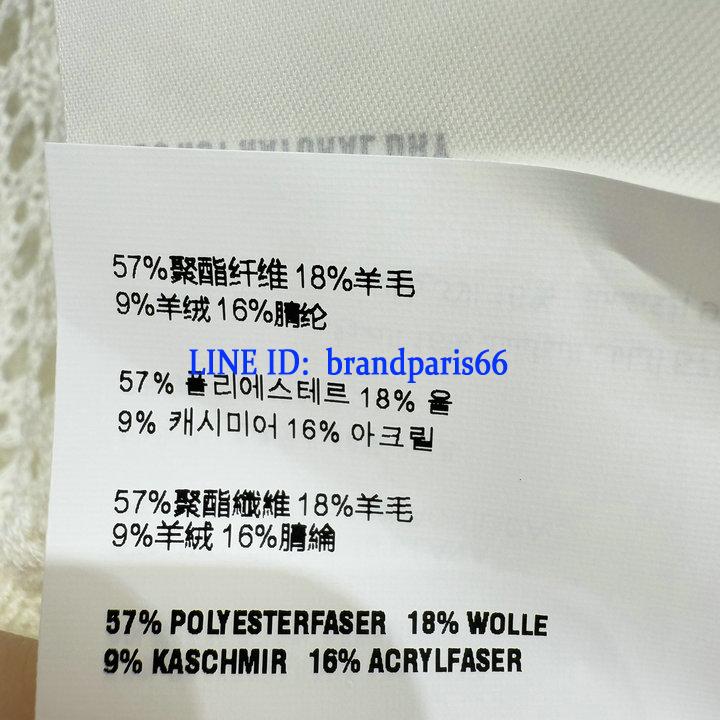 57%聚酯纤维 18%羊毛
9%羊绒 16%腈纶
LINE ID: brandparis66
57% 폴리에스테르 18% 울
9% 캐시미어 16% 아크릴
57%聚酯纖維 18%羊毛
9%羊絨 16%腈綸
57% POLYESTERFASER 18% WOLLE
9% KASCHMIR 16% ACRYLFASER